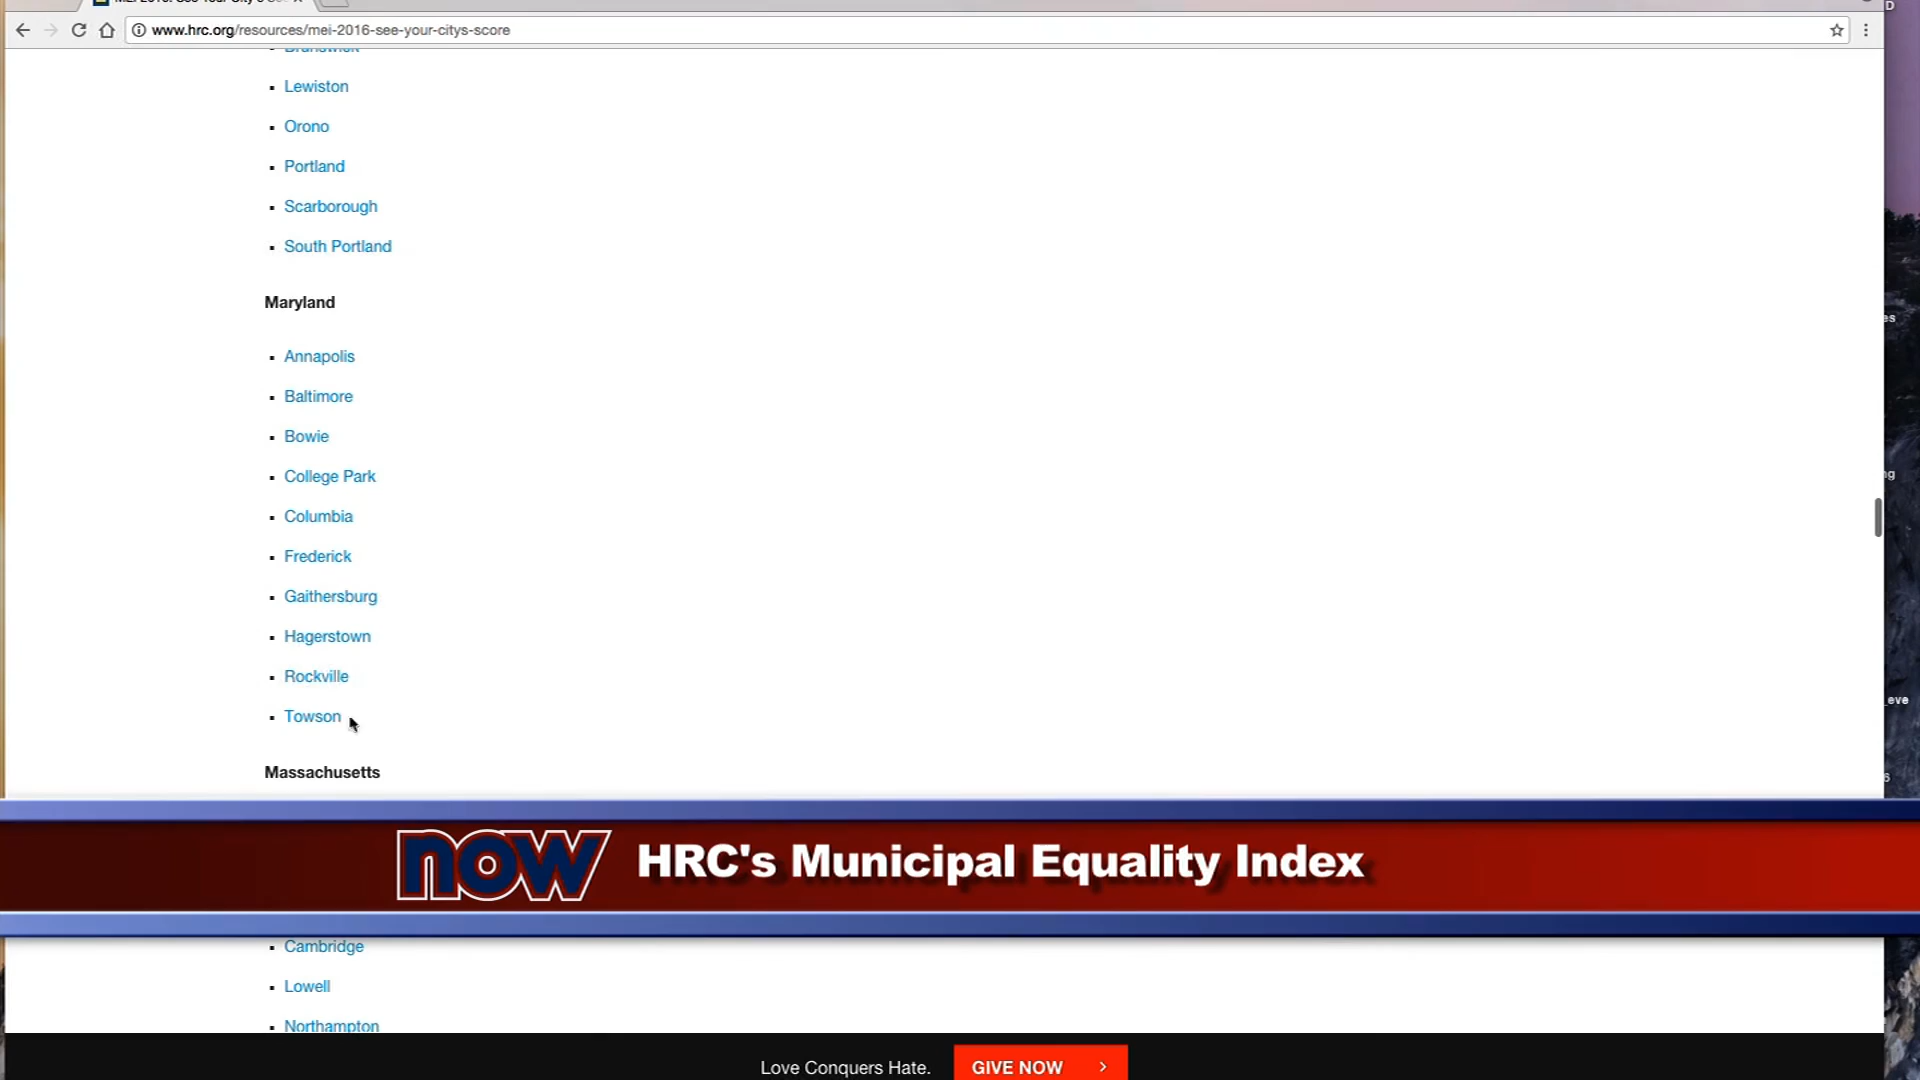 www.hrc.org/resources/mei-2016-see-your-citys-score
Brunswick
Lewiston
Orono
Portland
Scarborough
South Portland
Maryland
Annapolis
Baltimore
Bowie
College Park
Columbia
Frederick
Gaithersburg
Hagerstown
Rockville
Towson
Massachusetts
now HRC's Municipal Equality Index
Cambridge
Lowell
Northampton
Love Conquers Hate. GIVE NOW